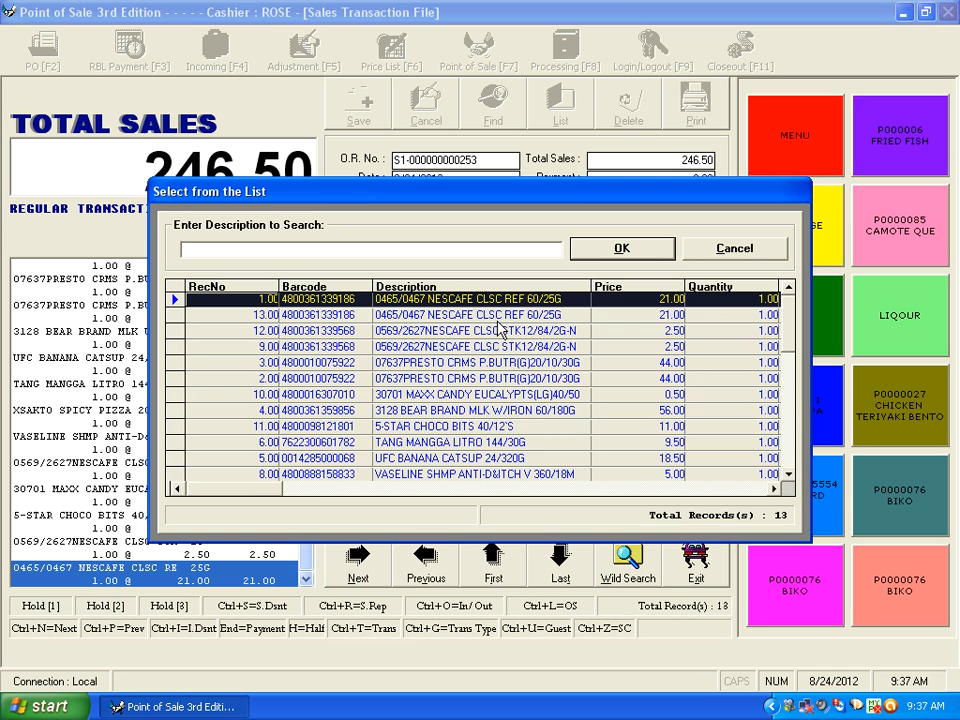 Point of Sale 3rd Edition - - - - - Cashier : ROSE - [Sales Transaction File]
PO [F2] RBL Payment [F3] Incoming [F4] Adjustment [F5] Price List [F6] Point of Sale [F7] Processing [F8] Login/Logout [F9] Closeout [F11]
Save Cancel Find List Delete Print
TOTAL SALES
246.50
O.R. No. : S1-000000000253 Total Sales : 246.50
REGULAR TRANSACTI
Select from the List
Enter Description to Search:
OK Cancel
RecNo Barcode Description Price Quantity
1.00 4800361339186 0465/0467 NESCAFE CLSC REF 60/25G 21.00 1.00
13.00 4800361339186 0465/0467 NESCAFE CLSC REF 60/25G 21.00 1.00
12.00 4800361339568 0569/2627NESCAFE CLSC STK12/84/2G-N 2.50 1.00
9.00 4800361339568 0569/2627NESCAFE CLSC STK12/84/2G-N 2.50 1.00
3.00 4800010075922 07637PRESTO CRMS P.BUTR(G)20/10/30G 44.00 1.00
2.00 4800010075922 07637PRESTO CRMS P.BUTR(G)20/10/30G 44.00 1.00
10.00 4800016307010 30701 MAXX CANDY EUCALYPTS(LG)40/50 0.50 1.00
4.00 4800361359856 3128 BEAR BRAND MLK W/IRON 60/180G 56.00 1.00
11.00 4800098121801 5-STAR CHOCO BITS 40/12'S 11.00 1.00
6.00 7622300601782 TANG MANGGA LITRO 144/30G 9.50 1.00
5.00 0014285000068 UFC BANANA CATSUP 24/320G 18.50 1.00
8.00 4800888158833 VASELINE SHMP ANTI-D&ITCH V 360/18M 5.00 1.00
Total Records(s) : 13
1.00 @
07637PRESTO CRMS P.BU
1.00 @
07637PRESTO CRMS P.BU
1.00 @
3128 BEAR BRAND MLK W
1.00 @
UFC BANANA CATSUP 24/
1.00 @
TANG MANGGA LITRO 144
1.00 @
XSAKTO SPICY PIZZA 20
1.00 @
VASELINE SHMP ANTI-D&
1.00 @
0569/2627NESCAFE CLSC
1.00 @
30701 MAXX CANDY EUCA
1.00 @
5-STAR CHOCO BITS 40/
1.00 @
0569/2627NESCAFE CLSC
1.00 @ 2.50 2.50
0465/0467 NESCAFE CLSC RE 25G
1.00 @ 21.00 21.00
MENU
P000006
FRIED FISH
GE
P0000085
CAMOTE QUE
LIQOUR
P0000027
CHICKEN
TERIYAKI BENTO
5554
RD
P0000076
BIKO
P0000076
BIKO
P0000076
BIKO
Next Previous First Last Wild Search Exit
Hold [1] Hold [2] Hold [3] Ctrl+S=S.Dsnt Ctrl+R=S.Rep Ctrl+O=In/ Out Ctrl+L=OS Total Record(s) : 13
Ctrl+N=Next Ctrl+P=Prev Ctrl+I=I.Dsnt End=Payment H=Half Ctrl+T=Trans Ctrl+G=Trans Type Ctrl+U=Guest Ctrl+Z=SC
Connection : Local CAPS NUM 8/24/2012 9:37 AM
start Point of Sale 3rd Editi... 9:37 AM